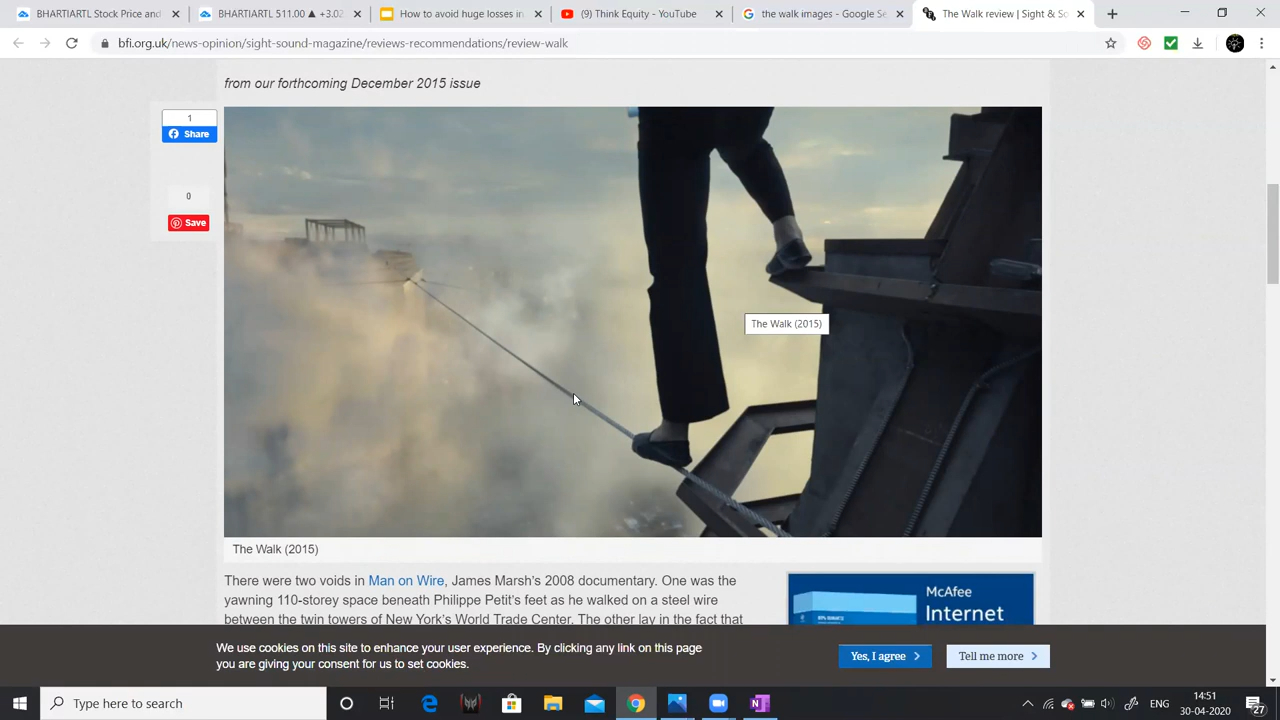 BHARTIARTL Stock Price and
BHARTIARTL 511.01 ▲ +3.02
How to avoid huge losses in
(9) Think Equity - YouTube
the walk images - Google Se
The Walk review | Sight & So
bfi.org.uk/news-opinion/sight-sound-magazine/reviews-recommendations/review-walk
from our forthcoming December 2015 issue
1
Share
0
Save
The Walk (2015)
The Walk (2015)
There were two voids in Man on Wire, James Marsh's 2008 documentary. One was the
yawning 110-storey space beneath Philippe Petit's feet as he walked on a steel wire
between the twin towers of New York's World Trade Center. The other lay in the fact that
McAfee
Internet
We use cookies on this site to enhance your user experience. By clicking any link on this page
you are giving your consent for us to set cookies.
Yes, I agree
Tell me more
Type here to search
ENG
14:51
30-04-2020
27